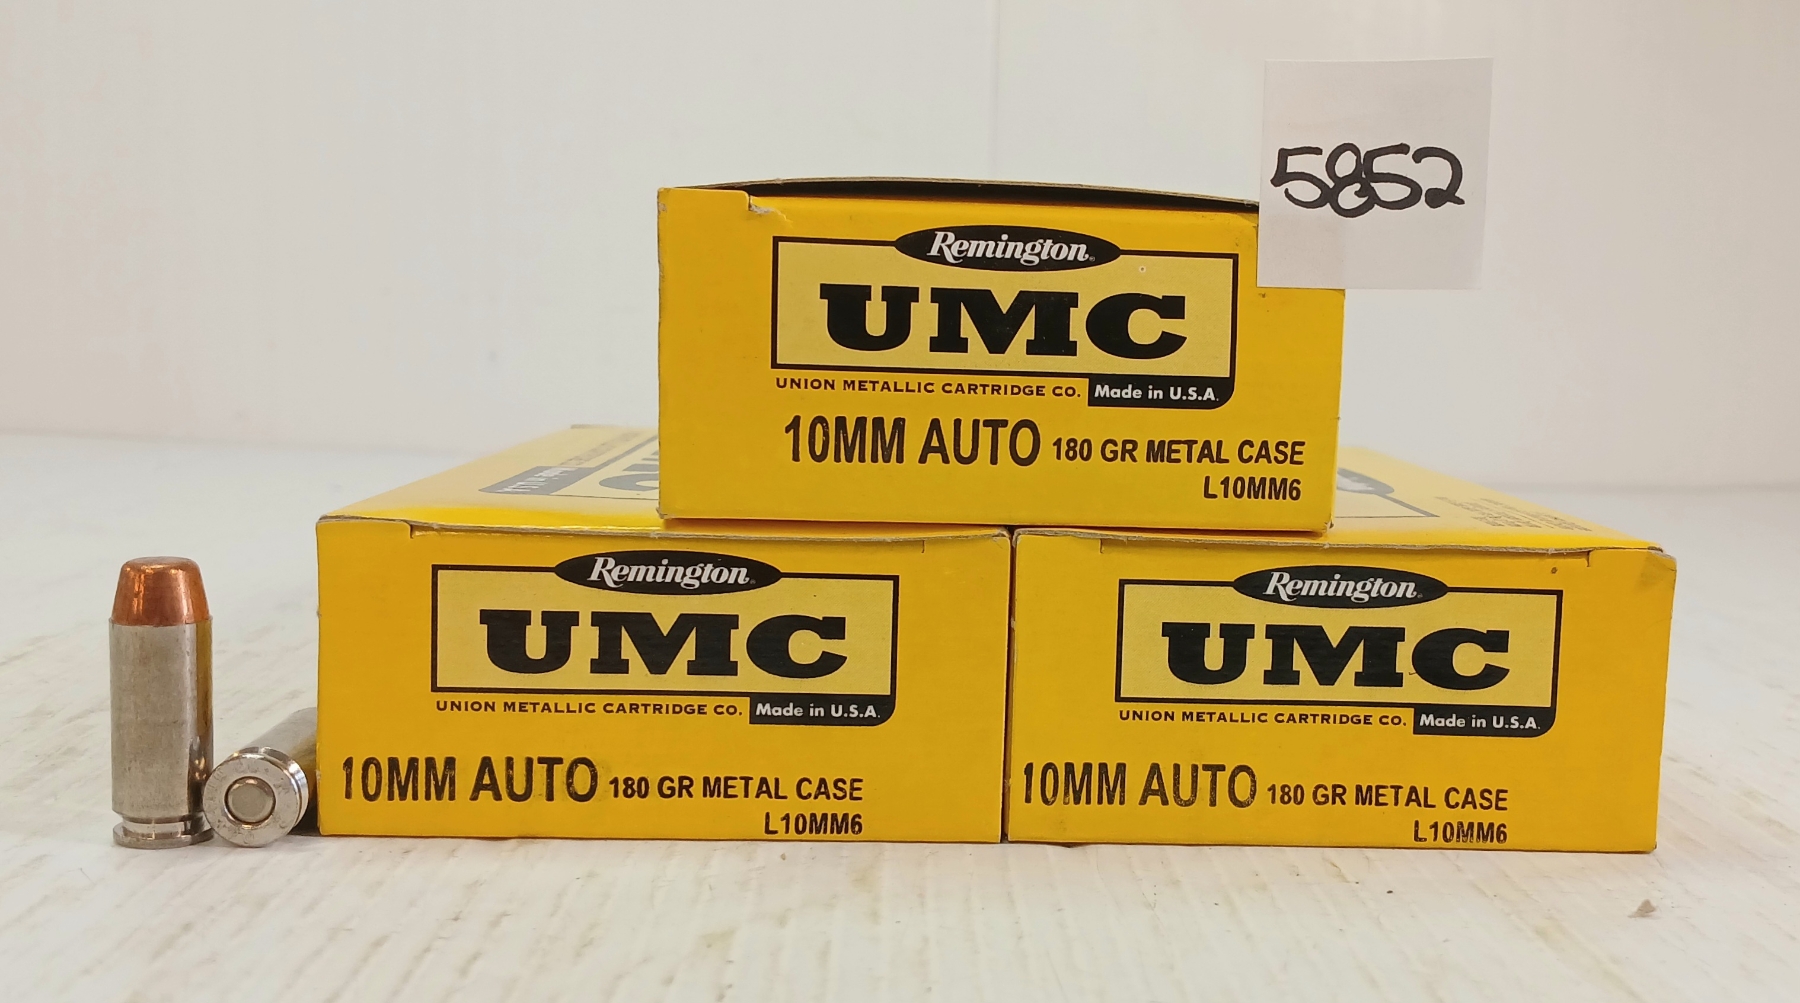 5852
Remington
UMC
UNION METALLIC CARTRIDGE CO. Made in U.S.A.
10MM AUTO 180 GR METAL CASE
L10MM6
Remington
UMC
UNION METALLIC CARTRIDGE CO. Made in U.S.A.
10MM AUTO 180 GR METAL CASE
L10MM6
Remington
UMC
UNION METALLIC CARTRIDGE CO. Made in U.S.A.
10MM AUTO 180 GR METAL CASE
L10MM6